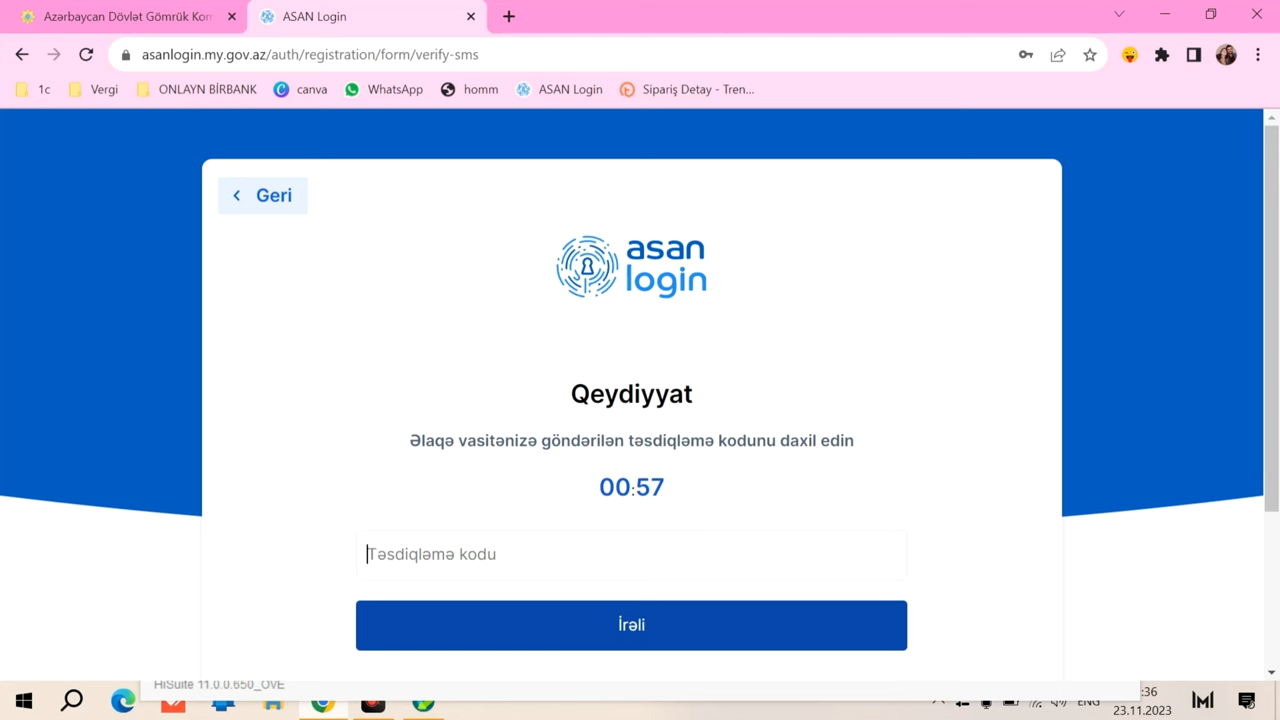 Azərbaycan Dövlət Gömrük Kom
ASAN Login
asanlogin.my.gov.az/auth/registration/form/verify-sms
1c
Vergi
ONLAYN BİRBANK
canva
WhatsApp
homm
ASAN Login
Sipariş Detay - Tren...
Geri
asan
login
Qeydiyyat
Əlaqə vasitənizə göndərilən təsdiqləmə kodunu daxil edin
00:57
Təsdiqləmə kodu
İrəli
HiSuite 11.0.0.650_OVE
ENG
:36
23.11.2023